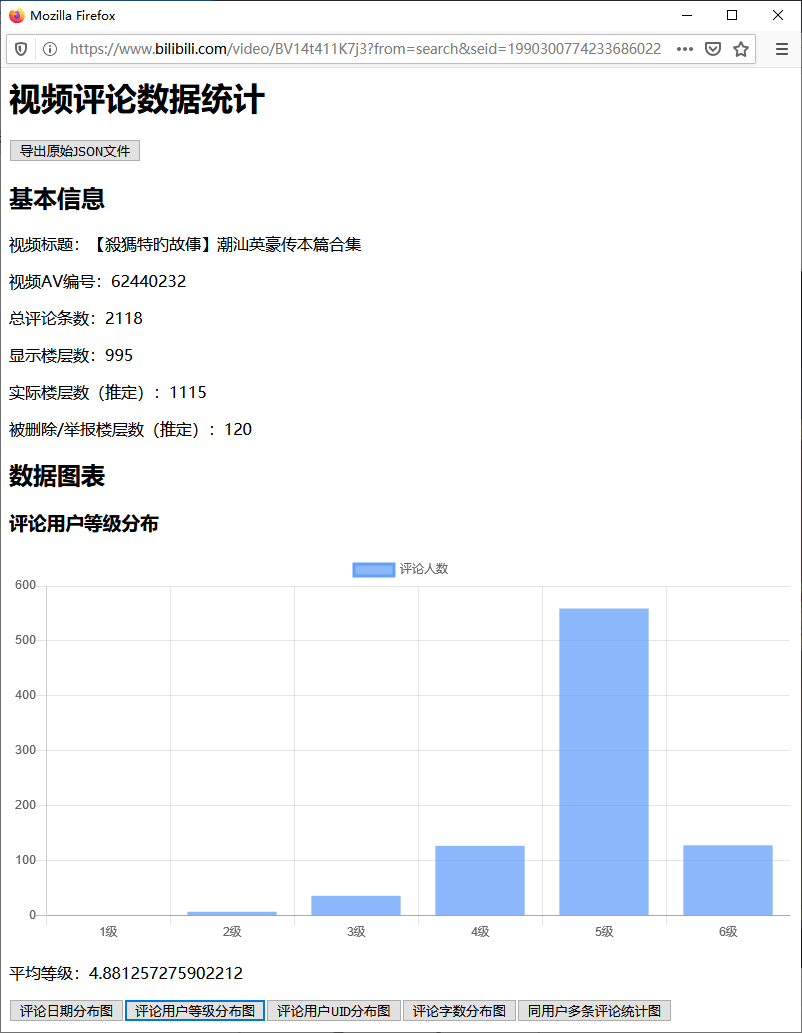 Mozilla Firefox
https://www.bilibili.com/video/BV14t411K7j3?from=search&seid=1990300774233686022
视频评论数据统计
导出原始JSON文件
基本信息
视频标题：【殺獁特旳故倳】潮汕英豪传本篇合集
视频AV编号：62440232
总评论条数：2118
显示楼层数：995
实际楼层数（推定）：1115
被删除/举报楼层数（推定）：120
数据图表
评论用户等级分布
评论人数
600
500
400
300
200
100
0
1级 2级 3级 4级 5级 6级
平均等级：4.881257275902212
评论日期分布图 评论用户等级分布图 评论用户UID分布图 评论字数分布图 同用户多条评论统计图